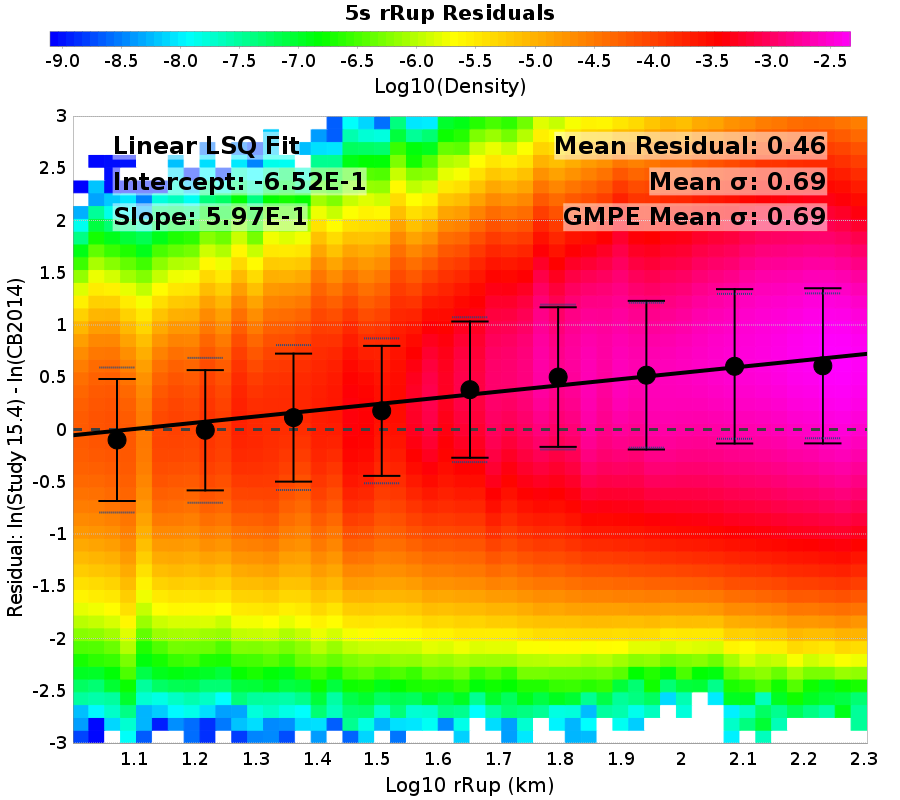 5s rRup Residuals
-9.0 -8.5 -8.0 -7.5 -7.0 -6.5 -6.0 -5.5 -5.0 -4.5 -4.0 -3.5 -3.0 -2.5
Log10(Density)
Linear LSQ Fit
Intercept: -6.52E-1
Slope: 5.97E-1
Mean Residual: 0.46
Mean σ: 0.69
GMPE Mean σ: 0.69
Residual: ln(Study 15.4) - ln(CB2014)
3
2.5
2
1.5
1
0.5
0
-0.5
-1
-1.5
-2
-2.5
-3
1.1 1.2 1.3 1.4 1.5 1.6 1.7 1.8 1.9 2 2.1 2.2 2.3
Log10 rRup (km)